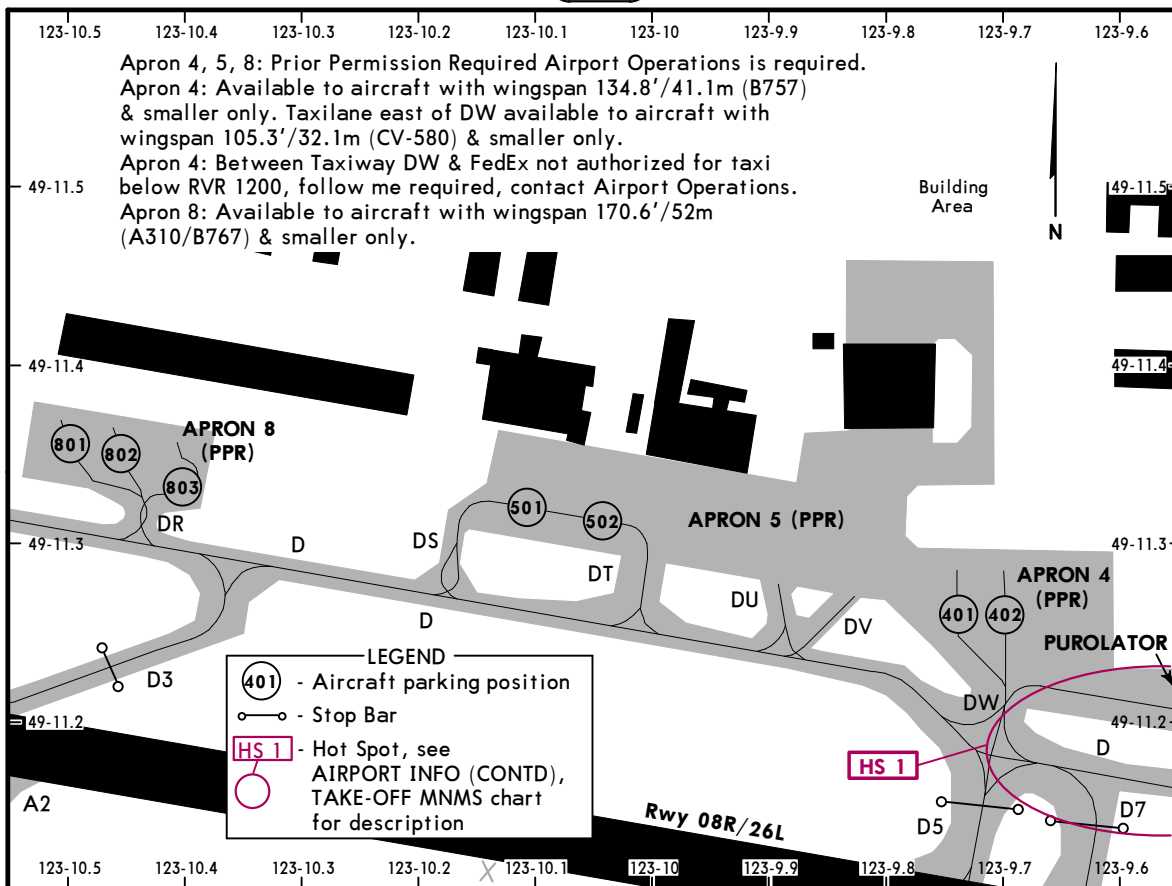 123-10.5 123-10.4 123-10.3 123-10.2 123-10.1 123-10 123-9.9 123-9.8 123-9.7 123-9.6
Apron 4, 5, 8: Prior Permission Required Airport Operations is required.
Apron 4: Available to aircraft with wingspan 134.8'/41.1m (B757)
& smaller only. Taxilane east of DW available to aircraft with
wingspan 105.3'/32.1m (CV-580) & smaller only.
Apron 4: Between Taxiway DW & FedEx not authorized for taxi
below RVR 1200, follow me required, contact Airport Operations.
Apron 8: Available to aircraft with wingspan 170.6'/52m
(A310/B767) & smaller only.
49-11.5
Building
Area
49-11.5
N
49-11.4
49-11.4
APRON 8
(PPR)
801
802
803
DR
D
49-11.3
DS
501
502
APRON 5 (PPR)
49-11.3
DT
DU
DV
D
APRON 4
(PPR)
401
402
PUROLATOR
D3
DW
49-11.2
49-11.2
D
LEGEND
401 - Aircraft parking position
- Stop Bar
HS 1 - Hot Spot, see
AIRPORT INFO (CONTD),
TAKE-OFF MNMS chart
for description
HS 1
A2
Rwy 08R/26L
D5
D7
123-10.5 123-10.4 123-10.3 123-10.2 123-10.1 123-10 123-9.9 123-9.8 123-9.7 123-9.6